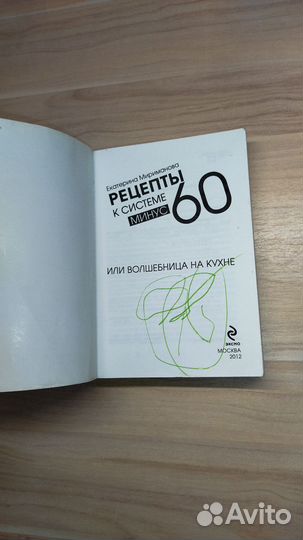 Екатерина Мириманова
РЕЦЕПТЫ
К СИСТЕМЕ
МИНУС 60
ИЛИ ВОЛШЕБНИЦА НА КУХНЕ
ЭКСМО
МОСКВА
2012
Avito